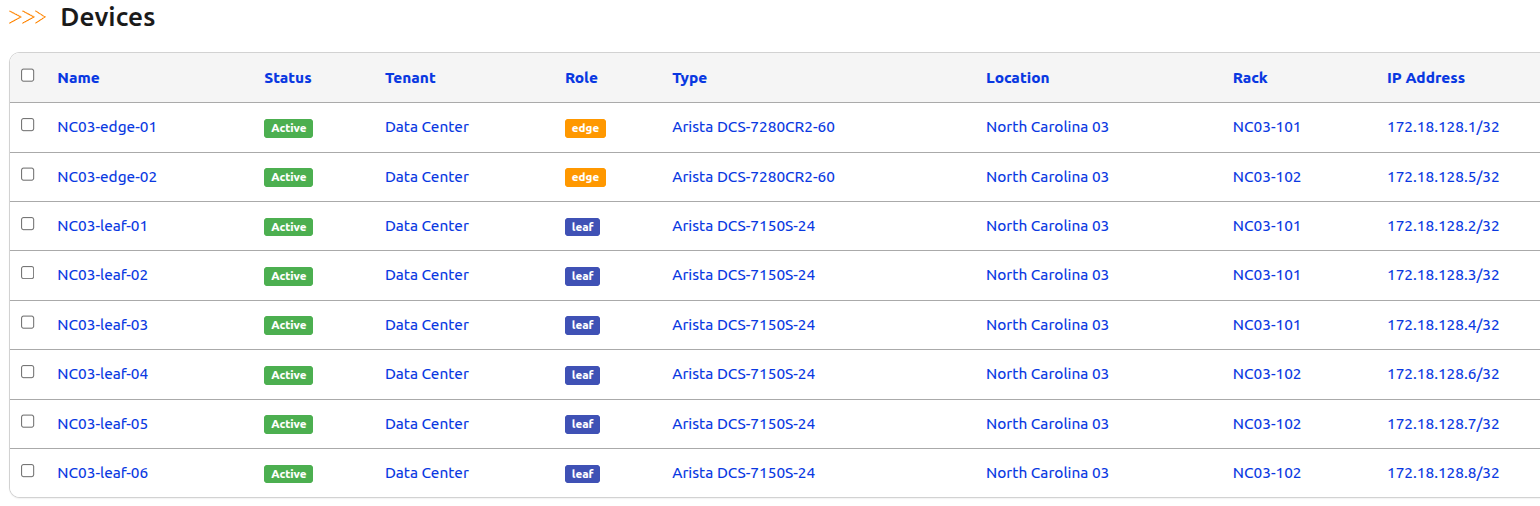 >>> Devices
Name Status Tenant Role Type Location Rack IP Address
NC03-edge-01 Active Data Center edge Arista DCS-7280CR2-60 North Carolina 03 NC03-101 172.18.128.1/32
NC03-edge-02 Active Data Center edge Arista DCS-7280CR2-60 North Carolina 03 NC03-102 172.18.128.5/32
NC03-leaf-01 Active Data Center leaf Arista DCS-7150S-24 North Carolina 03 NC03-101 172.18.128.2/32
NC03-leaf-02 Active Data Center leaf Arista DCS-7150S-24 North Carolina 03 NC03-101 172.18.128.3/32
NC03-leaf-03 Active Data Center leaf Arista DCS-7150S-24 North Carolina 03 NC03-101 172.18.128.4/32
NC03-leaf-04 Active Data Center leaf Arista DCS-7150S-24 North Carolina 03 NC03-102 172.18.128.6/32
NC03-leaf-05 Active Data Center leaf Arista DCS-7150S-24 North Carolina 03 NC03-102 172.18.128.7/32
NC03-leaf-06 Active Data Center leaf Arista DCS-7150S-24 North Carolina 03 NC03-102 172.18.128.8/32